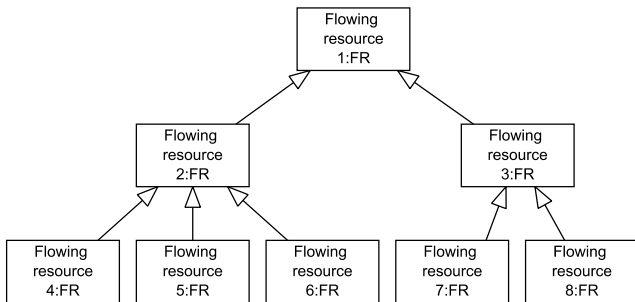 Flowing
resource
1:FR
Flowing
resource
2:FR
Flowing
resource
3:FR
Flowing
resource
4:FR
Flowing
resource
5:FR
Flowing
resource
6:FR
Flowing
resource
7:FR
Flowing
resource
8:FR